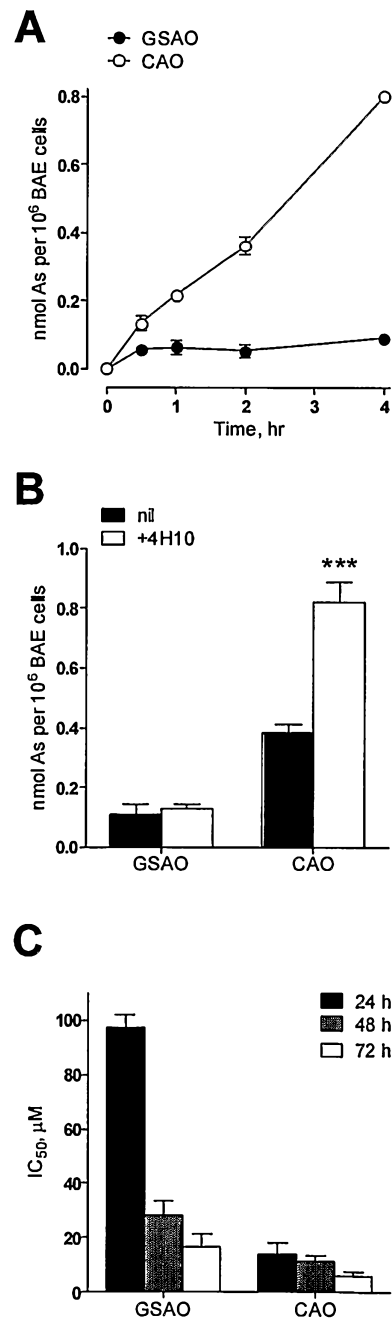 A
GSAO
CAO
nmol As per 10⁶ BAE cells
0.8
0.6
0.4
0.2
0.0
0 1 2 3 4
Time, hr
B
nil
+4H10
nmol As per 10⁶ BAE cells
1.0
0.8
0.6
0.4
0.2
0.0
***
GSAO CAO
C
24 h
48 h
72 h
IC₅₀, μM
100
80
60
40
20
0
GSAO CAO